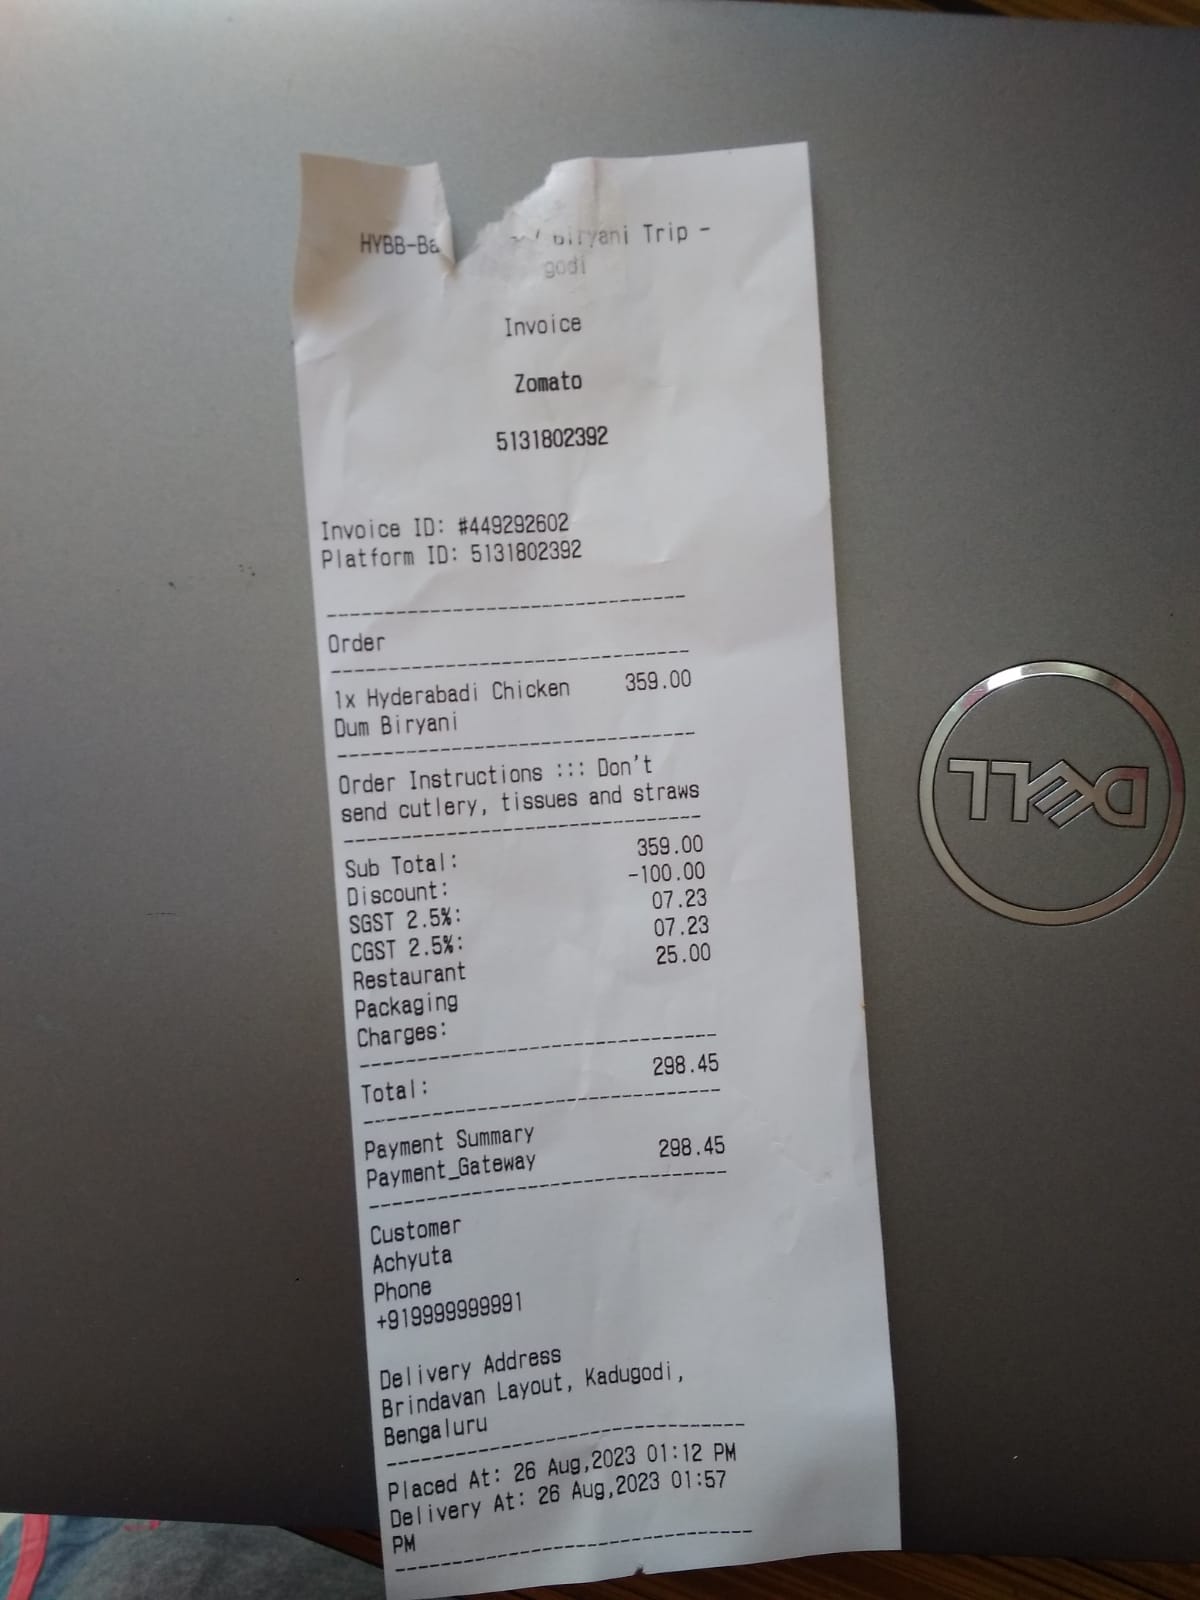 HYBB-Ba Biryani Trip -
godi
Invoice
Zomato
5131802392
Invoice ID: #449292602
Platform ID: 5131802392
Order
1x Hyderabadi Chicken 359.00
Dum Biryani
Order Instructions ::: Don't
send cutlery, tissues and straws
Sub Total: 359.00
Discount: -100.00
SGST 2.5%: 07.23
CGST 2.5%: 07.23
Restaurant 25.00
Packaging
Charges:
Total: 298.45
Payment Summary
Payment_Gateway 298.45
Customer
Achyuta
Phone
+919999999991
Delivery Address
Brindavan Layout, Kadugodi,
Bengaluru
Placed At: 26 Aug,2023 01:12 PM
Delivery At: 26 Aug,2023 01:57
PM
DELL